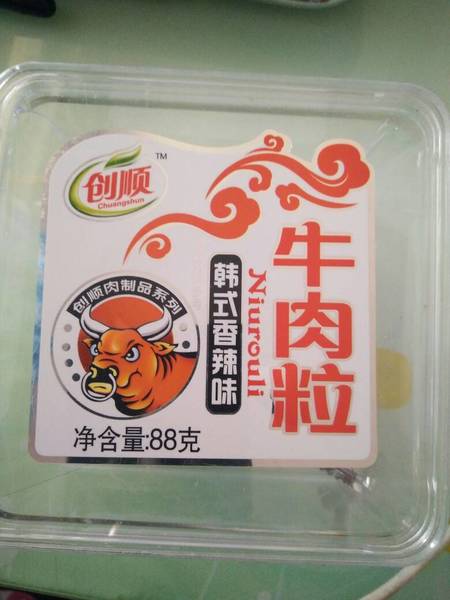 创顺
TM
Chuangshun
牛肉粒
Niurouli
韩式香辣味
创顺肉制品系列
净含量:88克